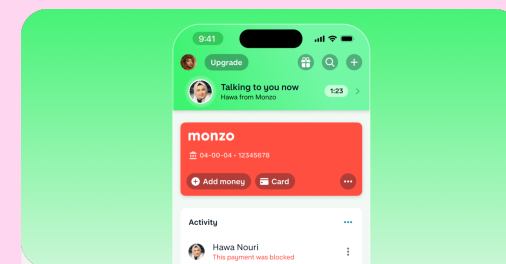 9:41
Upgrade
Talking to you now
1:23
Hawa from Monzo
monzo
04-00-04 • 12345678
Add money
Card
Activity
Hawa Nouri
This payment was blocked